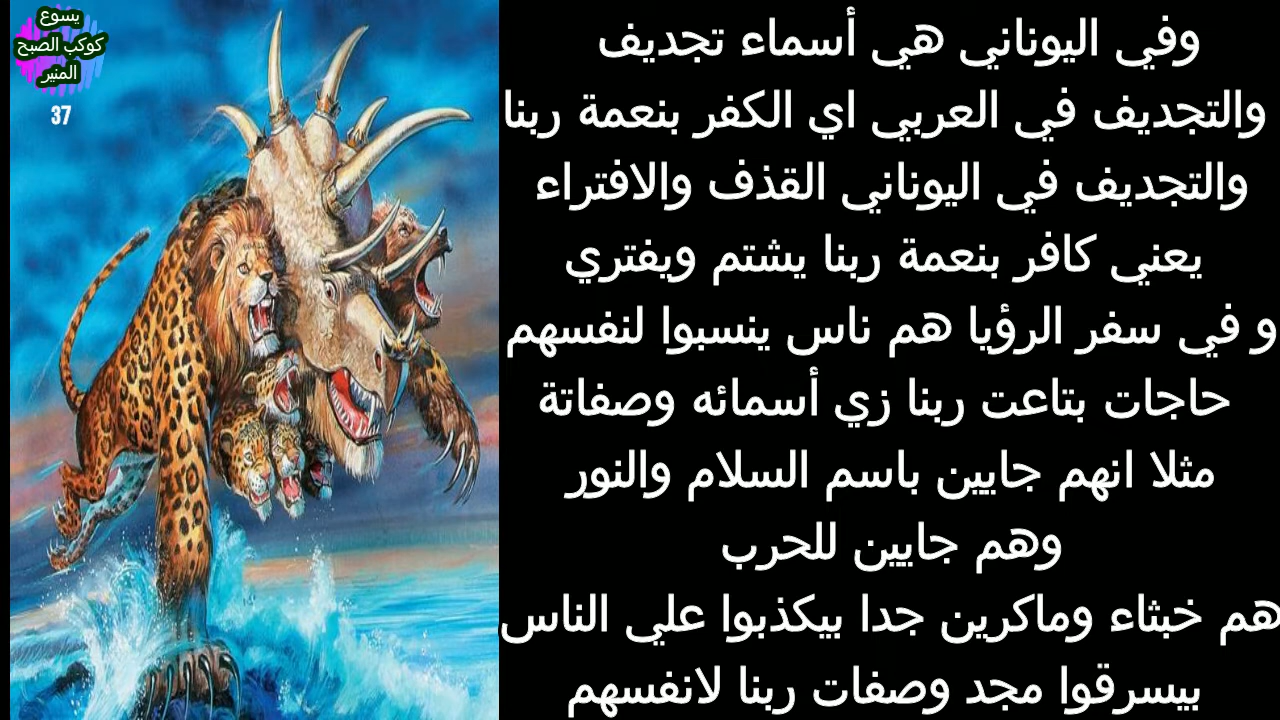 يسوع
كوكب الصبح
المنير
37
وفي اليوناني هي أسماء تجديف
والتجديف في العربي اي الكفر بنعمة ربنا
والتجديف في اليوناني القذف والافتراء
يعني كافر بنعمة ربنا يشتم ويفتري
و في سفر الرؤيا هم ناس ينسبوا لنفسهم
حاجات بتاعت ربنا زي أسمائه وصفاتة
مثلا انهم جايين باسم السلام والنور
وهم جايين للحرب
هم خبثاء وماكرين جدا بيكذبوا علي الناس
بيسرقوا مجد وصفات ربنا لانفسهم